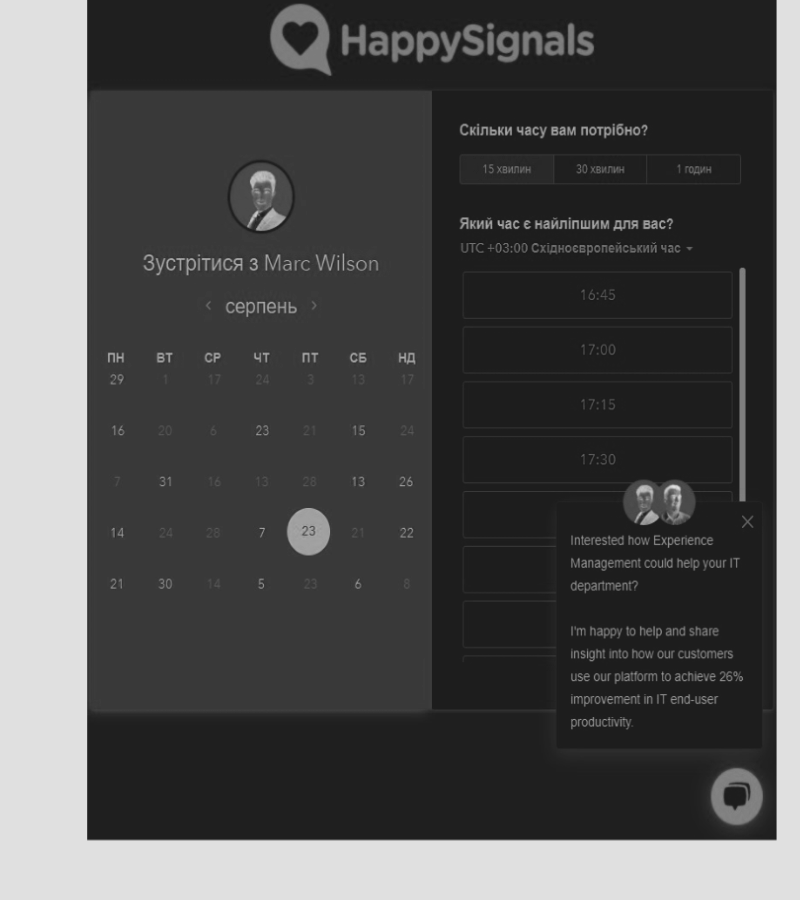 HappySignals
Зустрітися з Marc Wilson
серпень
ПН ВТ СР ЧТ ПТ СБ НД
29 1 17 24 3 13 17
16 20 6 23 21 15 24
7 31 16 13 28 13 26
14 24 28 7 23 21 22
21 30 14 5 23 6 8
Скільки часу вам потрібно?
15 хвилин 30 хвилин 1 годин
Який час є найліпшим для вас?
UTC +03:00 Східноєвропейський час
16:45
17:00
17:15
17:30
Interested how Experience
Management could help your IT
department?
I'm happy to help and share
insight into how our customers
use our platform to achieve 26%
improvement in IT end-user
productivity.